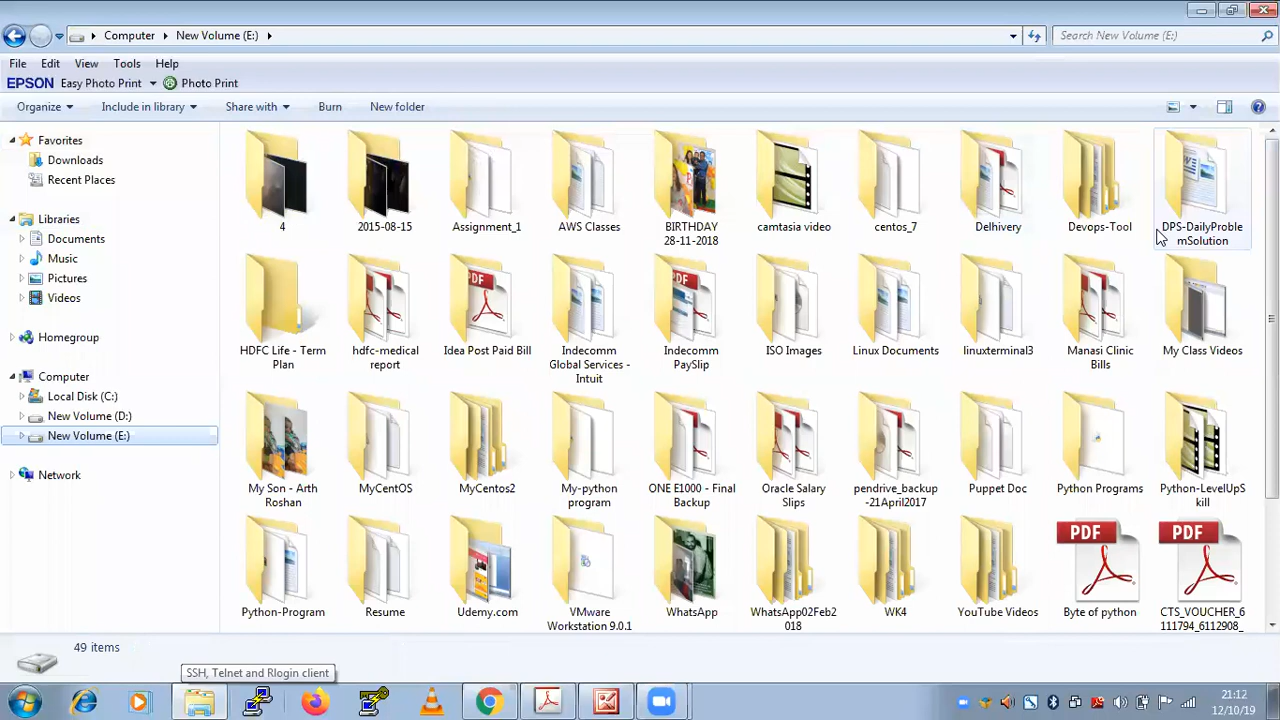 Computer New Volume (E:)
Search New Volume (E:)
File Edit View Tools Help
EPSON Easy Photo Print Photo Print
Organize Include in library Share with Burn New folder
Favorites
Downloads
Recent Places
Libraries
Documents
Music
Pictures
Videos
Homegroup
Computer
Local Disk (C:)
New Volume (D:)
New Volume (E:)
Network
4
2015-08-15
Assignment_1
AWS Classes
BIRTHDAY
28-11-2018
camtasia video
centos_7
Delhivery
Devops-Tool
DPS-DailyProble
mSolution
HDFC Life - Term
Plan
hdfc-medical
report
Idea Post Paid Bill
Indecomm
Global Services -
Intuit
Indecomm
PaySlip
ISO Images
Linux Documents
linuxterminal3
Manasi Clinic
Bills
My Class Videos
My Son - Arth
Roshan
MyCentOS
MyCentos2
My-python
program
ONE E1000 - Final
Backup
Oracle Salary
Slips
pendrive_backup
-21April2017
Puppet Doc
Python Programs
Python-LevelUpS
kill
Python-Program
Resume
Udemy.com
VMware
Workstation 9.0.1
WhatsApp
WhatsApp02Feb2
018
WK4
YouTube Videos
PDF
Byte of python
PDF
CTS_VOUCHER_6
111794_6112908_
49 items
SSH, Telnet and Rlogin client
21:12
12/10/19